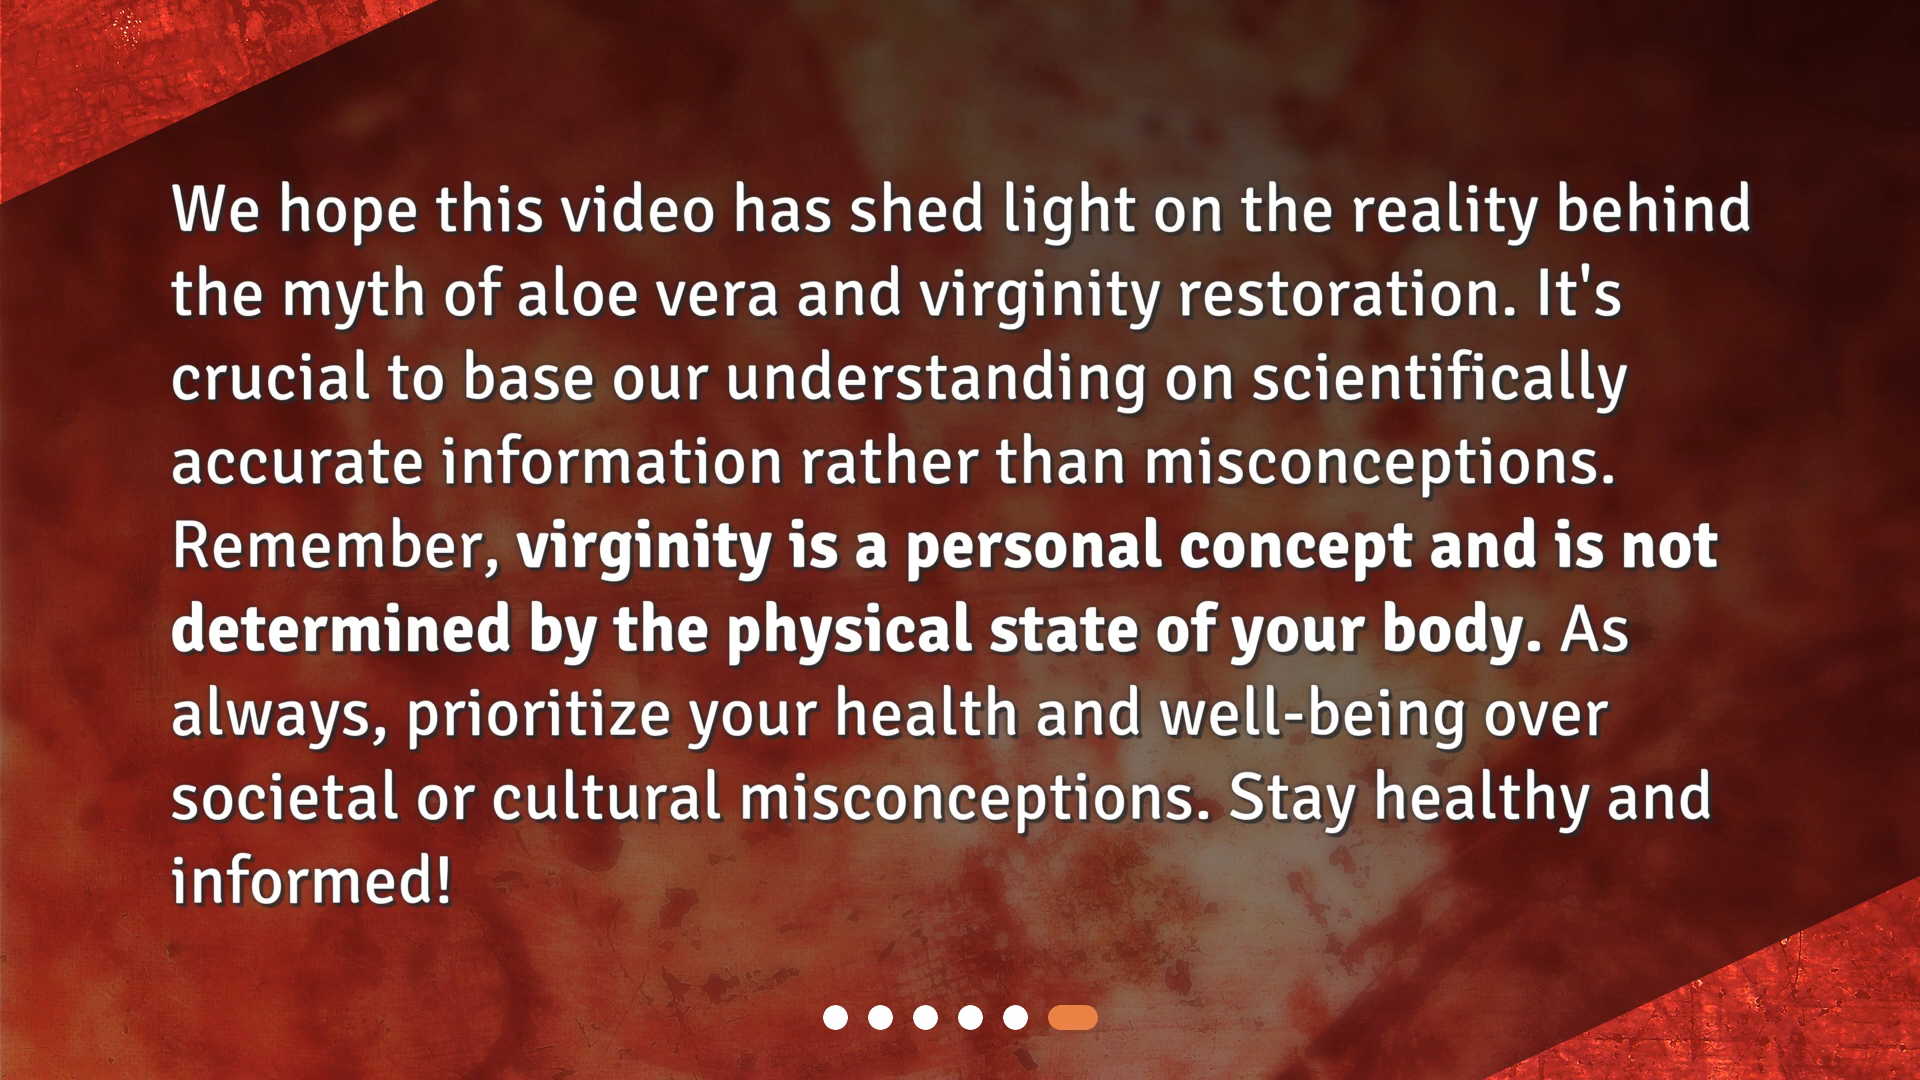 We hope this video has shed light on the reality behind
the myth of aloe vera and virginity restoration. It's
crucial to base our understanding on scientifically
accurate information rather than misconceptions.
Remember, virginity is a personal concept and is not
determined by the physical state of your body. As
always, prioritize your health and well-being over
societal or cultural misconceptions. Stay healthy and
informed!